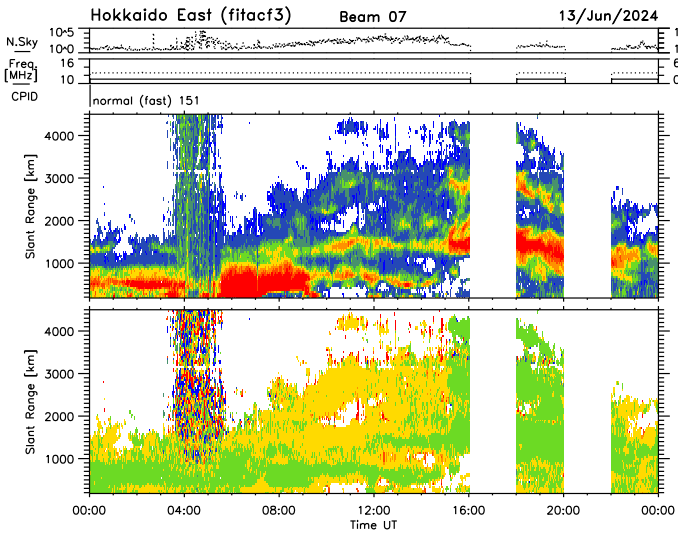 Hokkaido East (fitacf3) Beam 07 13/Jun/2024
N.Sky 10^5 10^0 1 1
Freq. [MHz] 16 10 6
CPID normal (fast) 151
Slant Range [km] 4000 3000 2000 1000
Slant Range [km] 4000 3000 2000 1000
00:00 04:00 08:00 12:00 16:00 20:00 00:00
Time UT